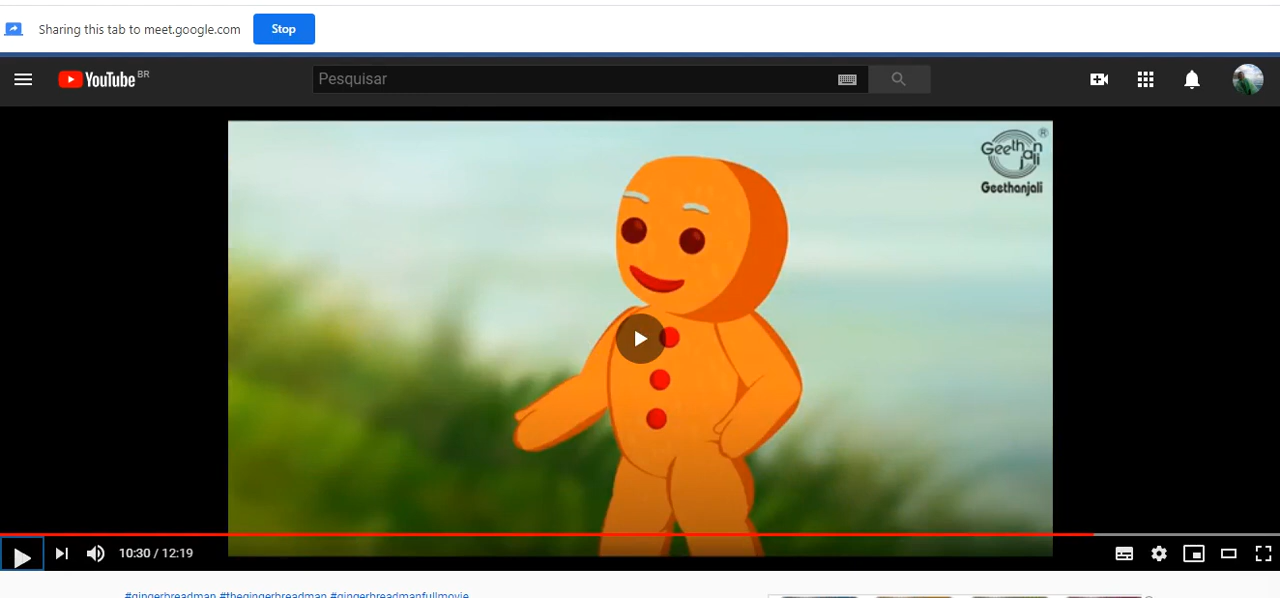 Sharing this tab to meet.google.com Stop
YouTube BR
Pesquisar
Geethanjali
®
Geethanjali
10:30 / 12:19
#gingerbreadman #thegingerbreadman #gingerbreadmanfullmovie